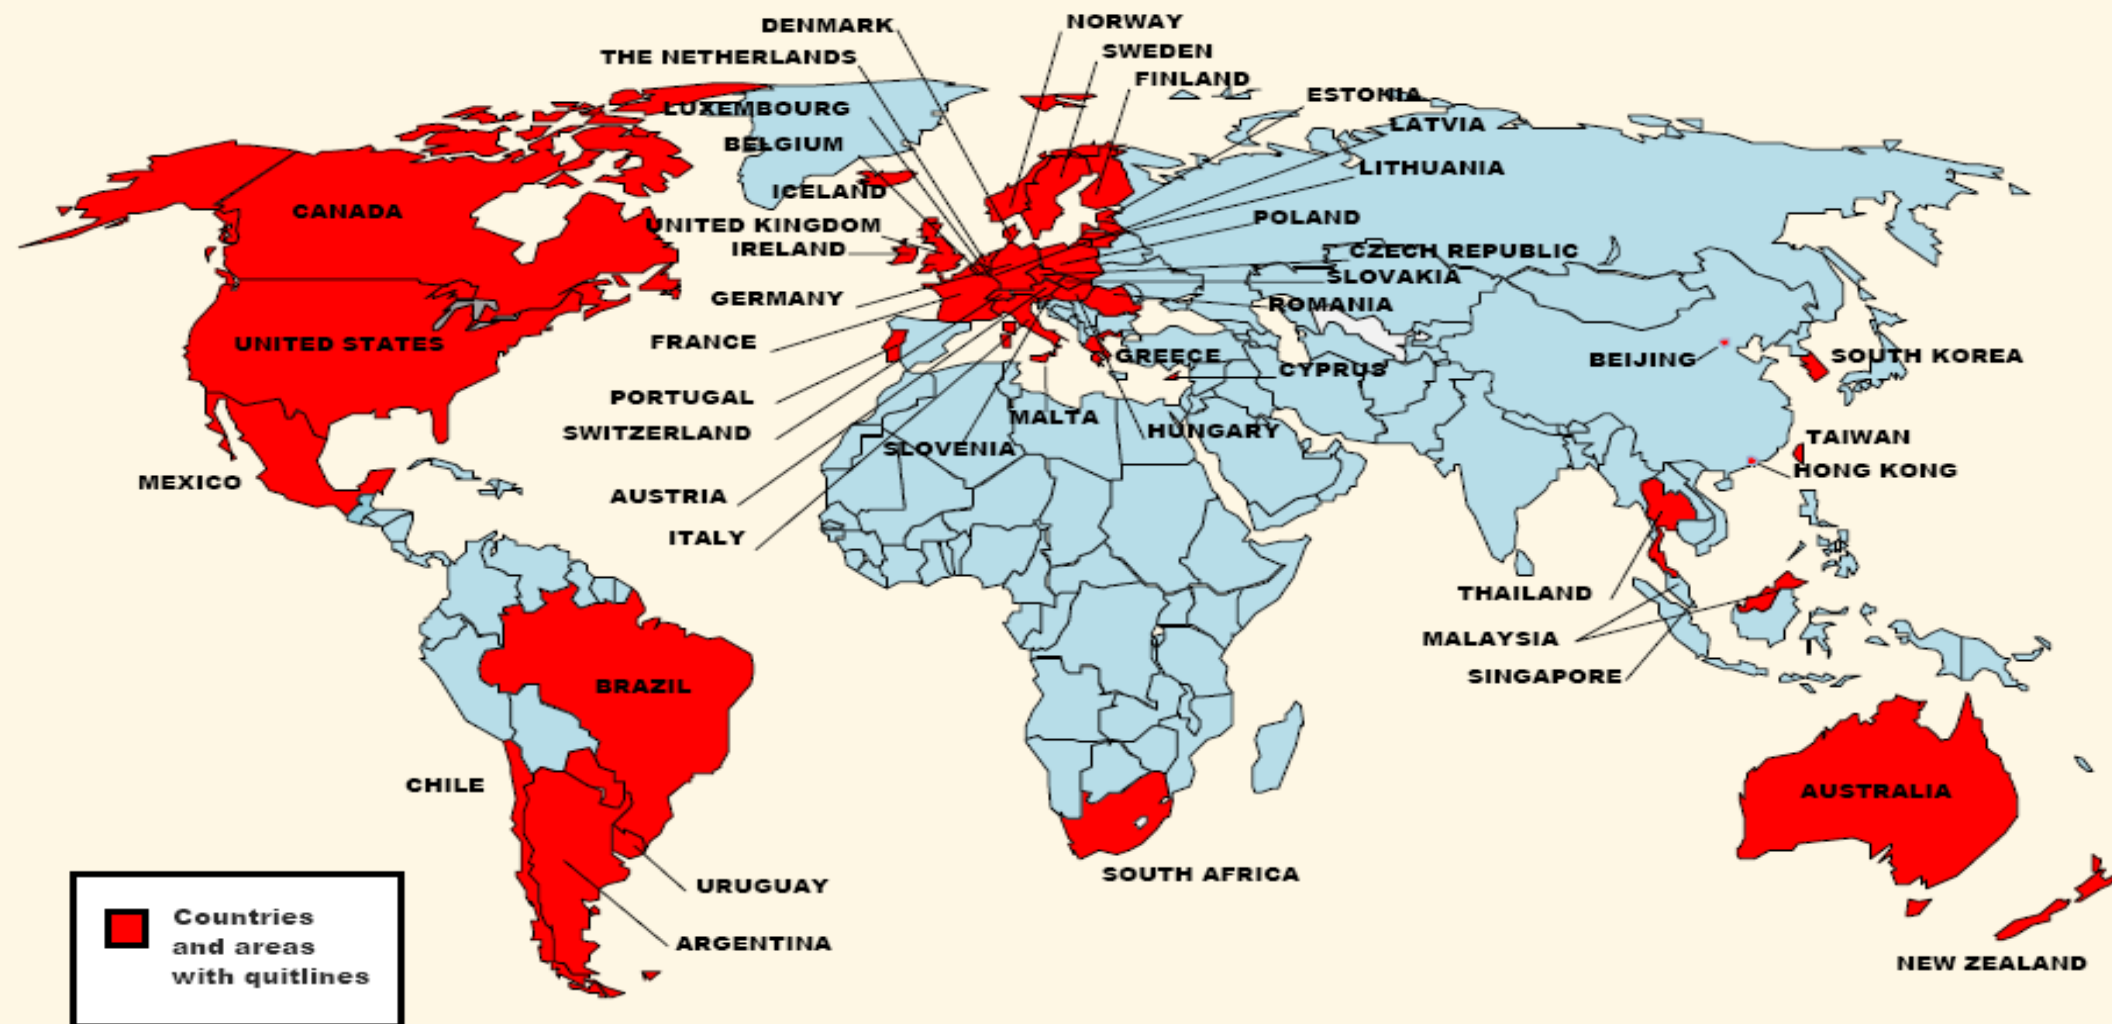 DENMARK
NORWAY
THE NETHERLANDS
SWEDEN
FINLAND
LUXEMBOURG
ESTONIA
BELGIUM
LATVIA
ICELAND
LITHUANIA
CANADA
UNITED KINGDOM
POLAND
IRELAND
CZECH REPUBLIC
SLOVAKIA
GERMANY
ROMANIA
UNITED STATES
FRANCE
GREECE
CYPRUS
BEIJING
SOUTH KOREA
PORTUGAL
MALTA
SWITZERLAND
SLOVENIA
HUNGARY
TAIWAN
HONG KONG
MEXICO
AUSTRIA
ITALY
THAILAND
MALAYSIA
SINGAPORE
BRAZIL
CHILE
AUSTRALIA
SOUTH AFRICA
URUGUAY
ARGENTINA
NEW ZEALAND
Countries
and areas
with quitlines